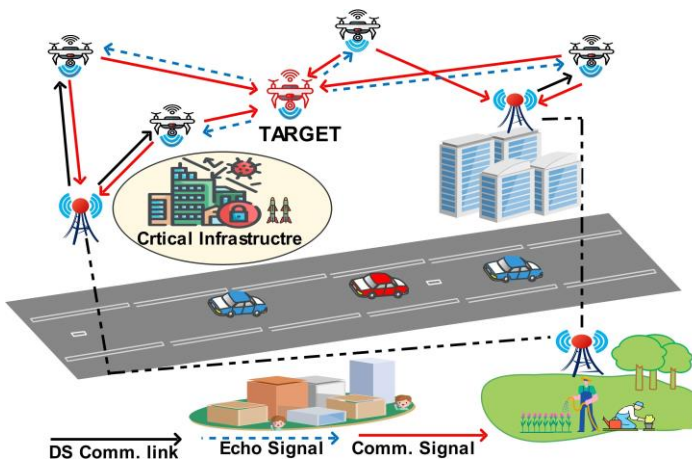 TARGET
Crtical Infrastructre
DS Comm. link
Echo Signal
Comm. Signal